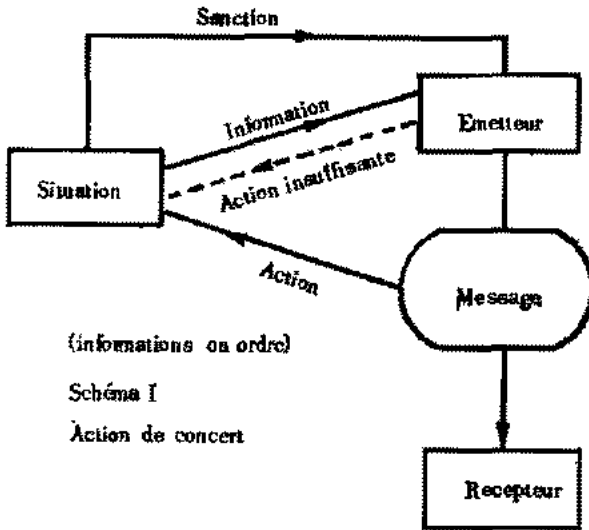 Sanction
Information
Emetteur
Situation
Action insuffisante
Action
Message
(informations ou ordre)
Schéma I
Action de concert
Recepteur